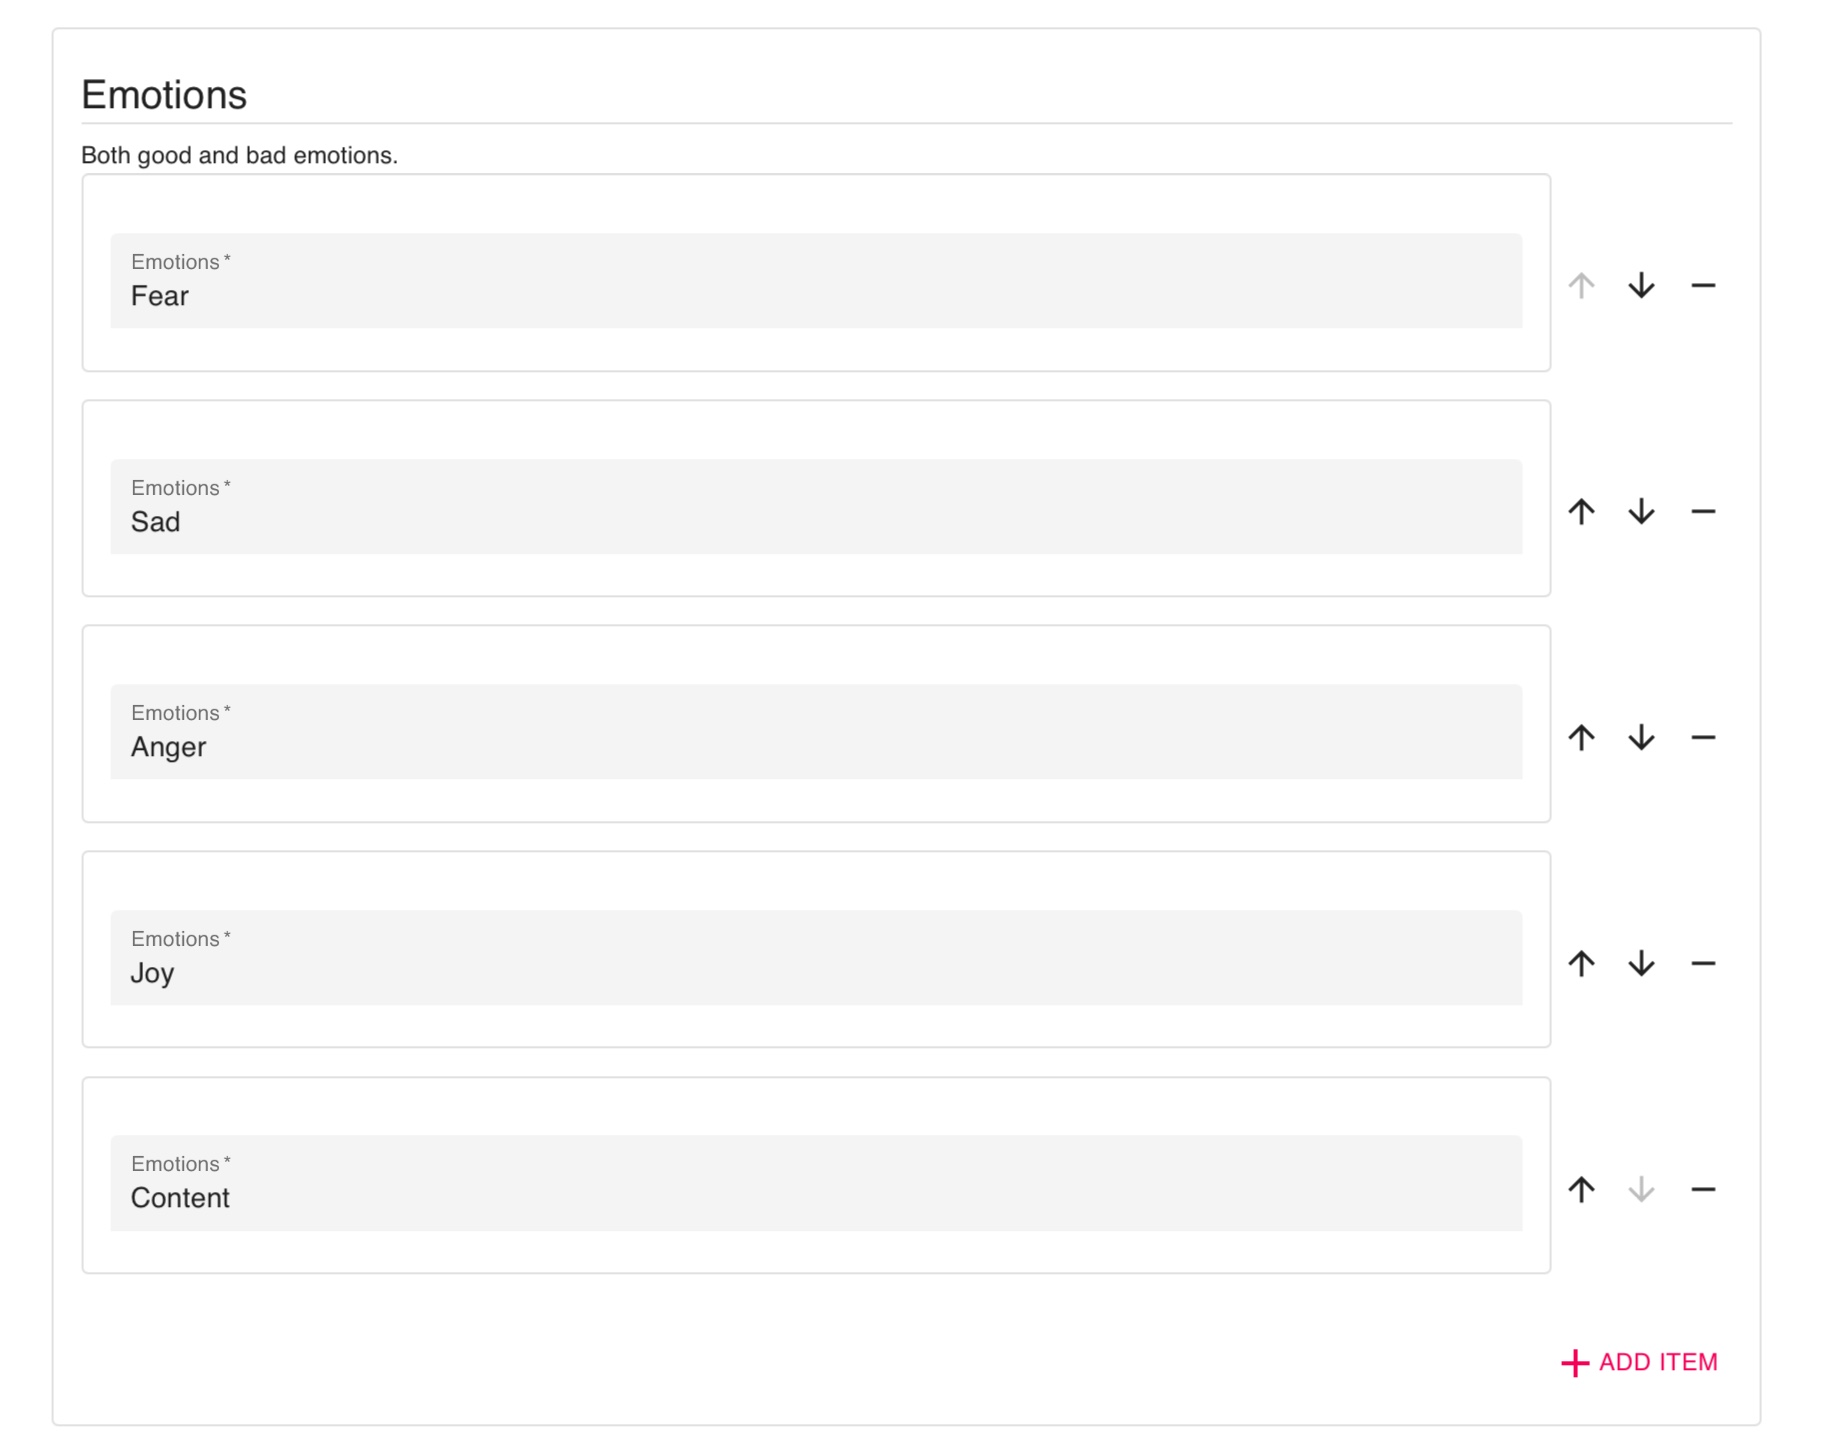 Emotions
Both good and bad emotions.
Emotions *
Fear
Emotions *
Sad
Emotions *
Anger
Emotions *
Joy
Emotions *
Content
ADD ITEM